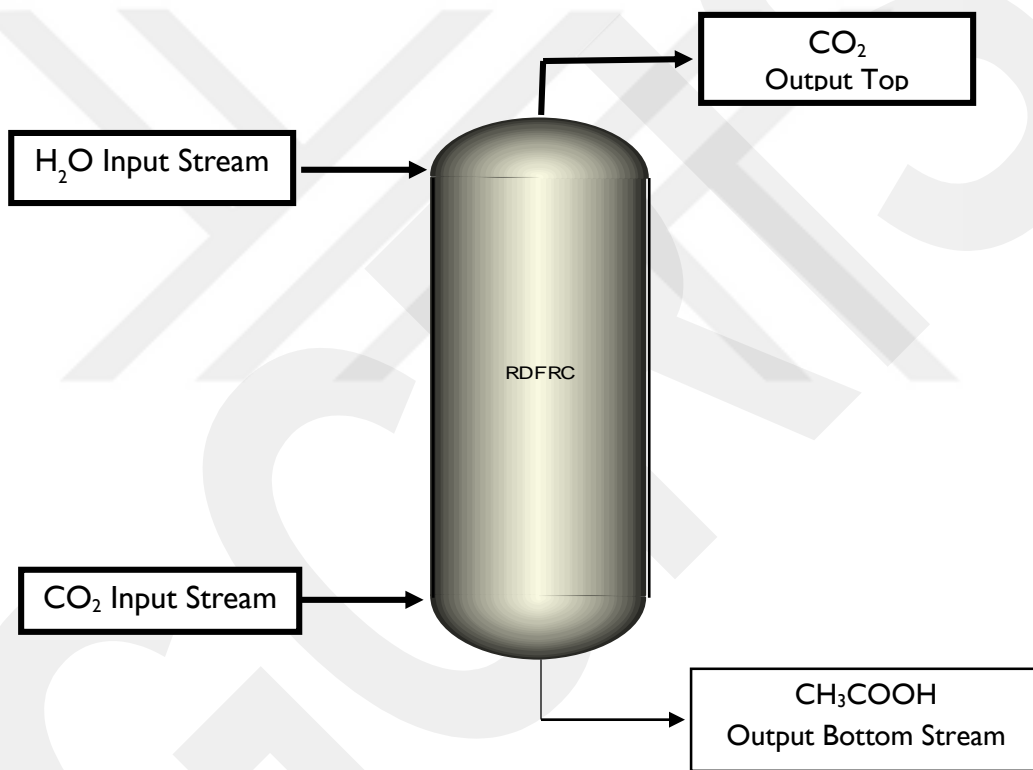 CO₂
Output Top
H₂O Input Stream
RDFRC
CO₂ Input Stream
CH₃COOH
Output Bottom Stream